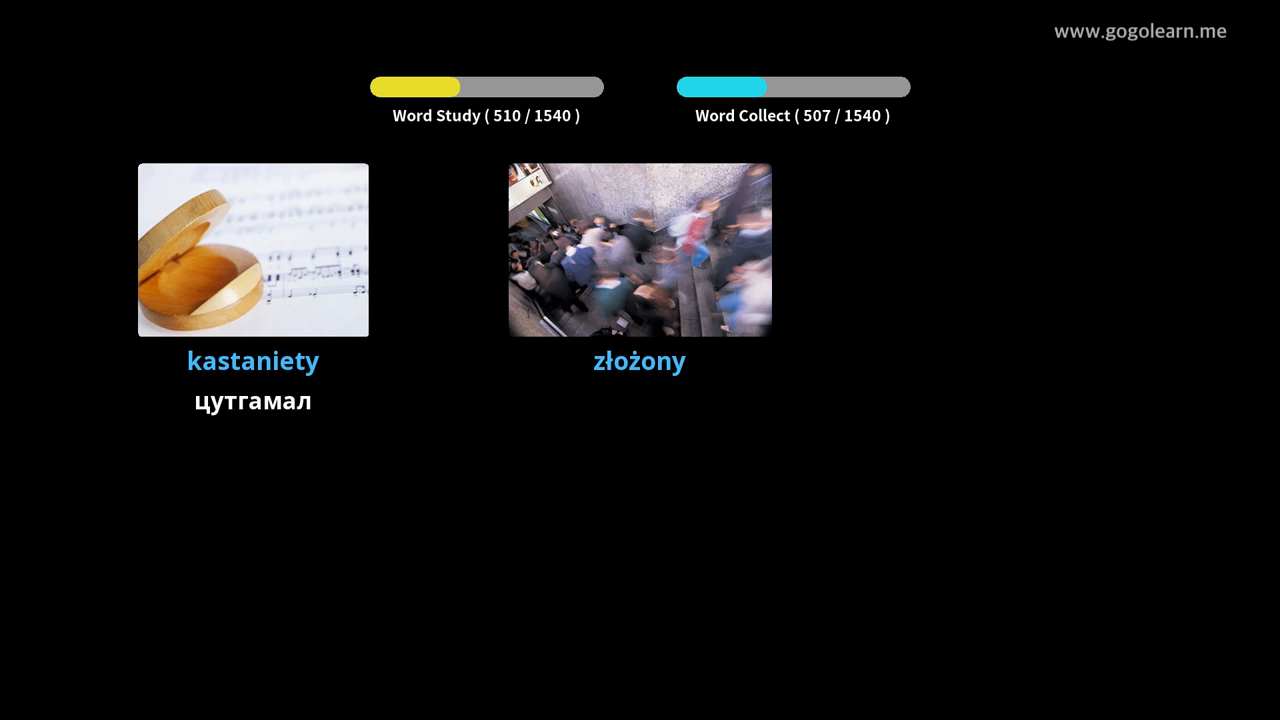 www.gogolearn.me
Word Study ( 510 / 1540 )
Word Collect ( 507 / 1540 )
kastaniety
złożony
цутгамал